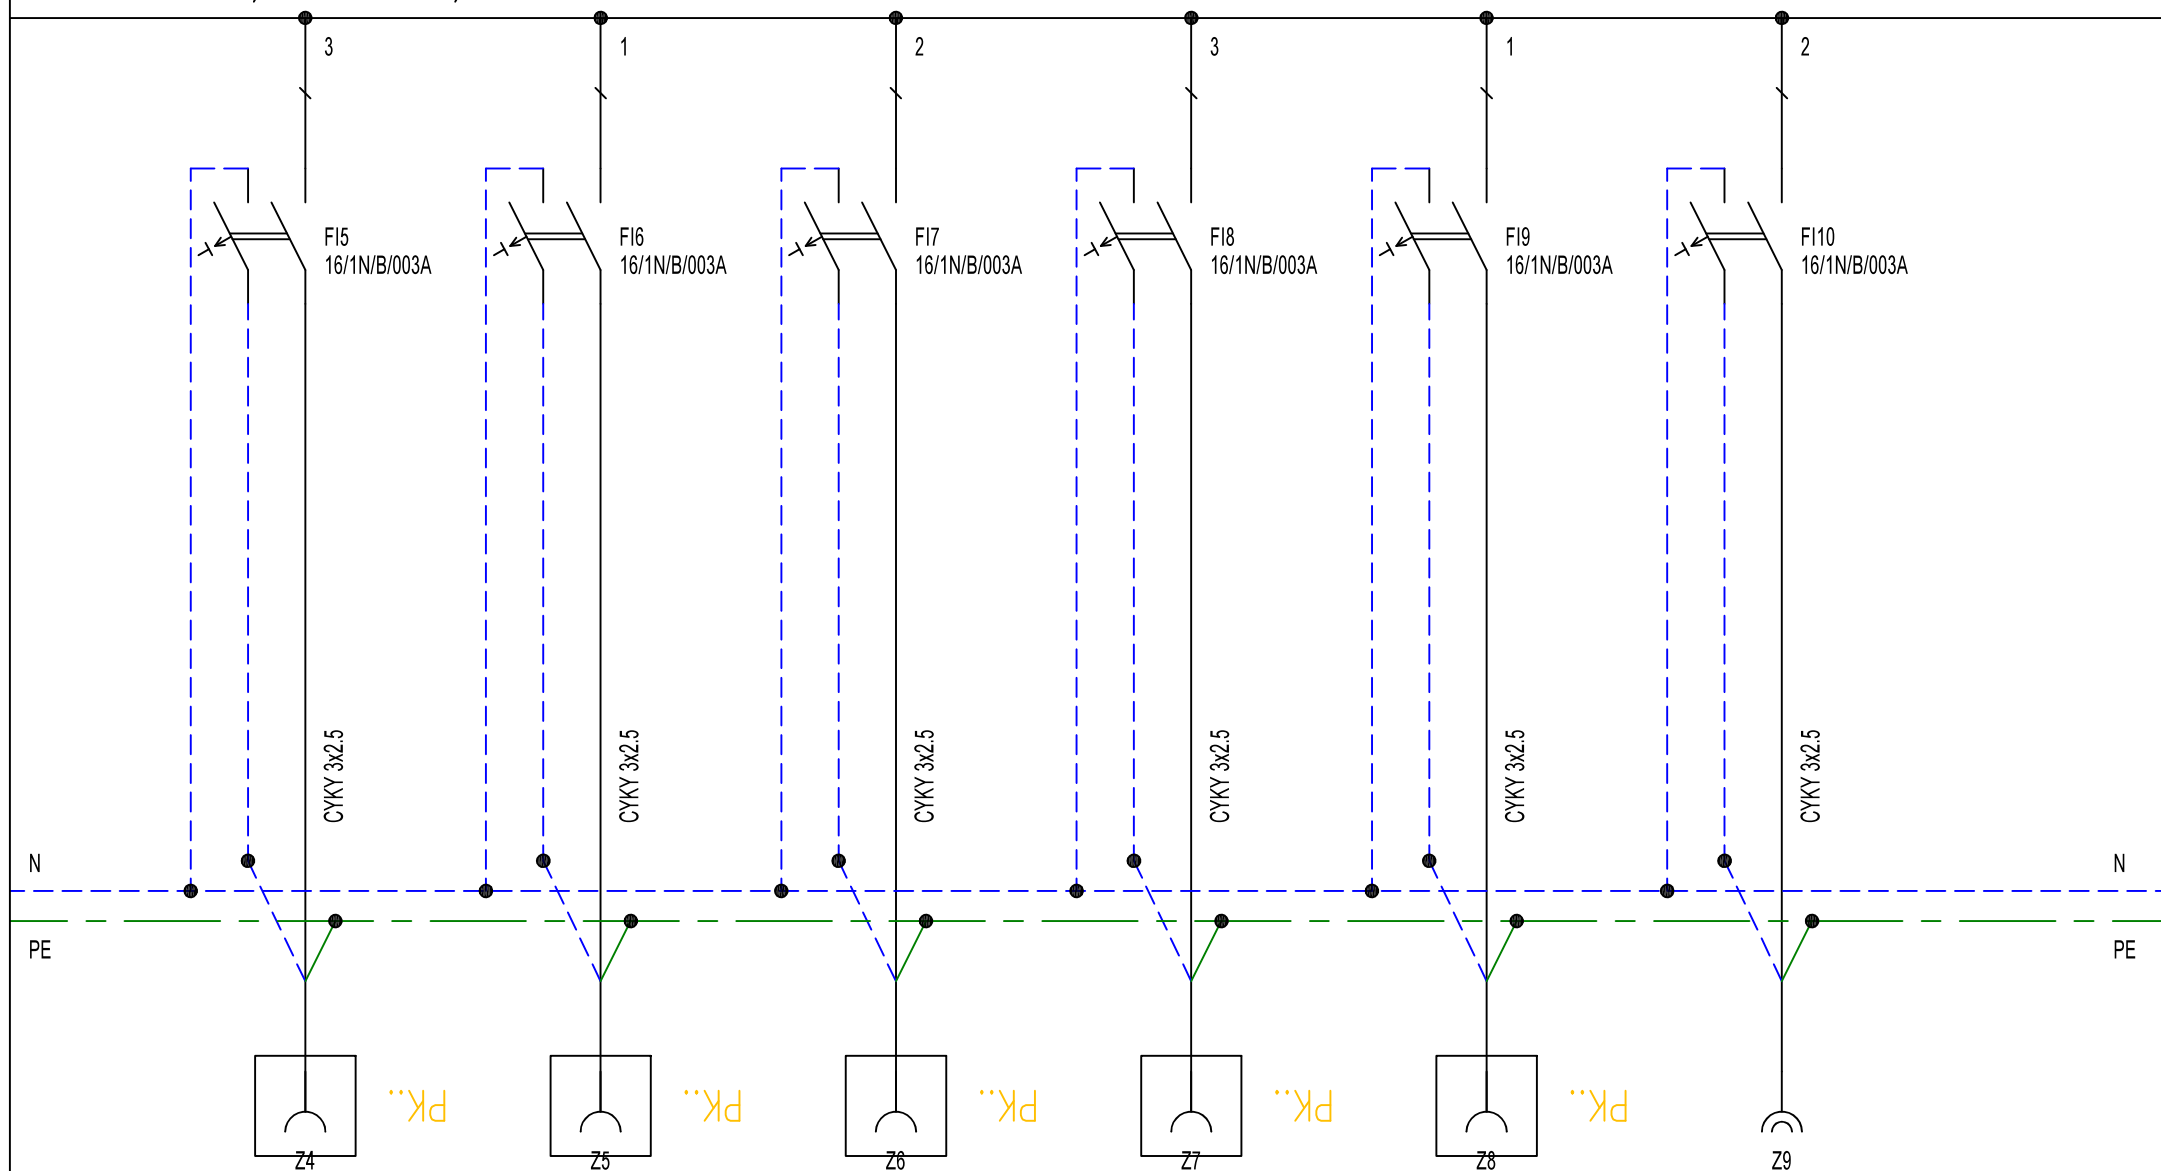 3 1 2 3 1 2
FI5 FI6 FI7 FI8 FI9 FI10
16/1N/B/003A 16/1N/B/003A 16/1N/B/003A 16/1N/B/003A 16/1N/B/003A 16/1N/B/003A
CYKY 3x2.5 CYKY 3x2.5 CYKY 3x2.5 CYKY 3x2.5 CYKY 3x2.5 CYKY 3x2.5
N N
PE PE
PK.. PK.. PK.. PK.. PK..
Z4 Z5 Z6 Z7 Z8 Z9